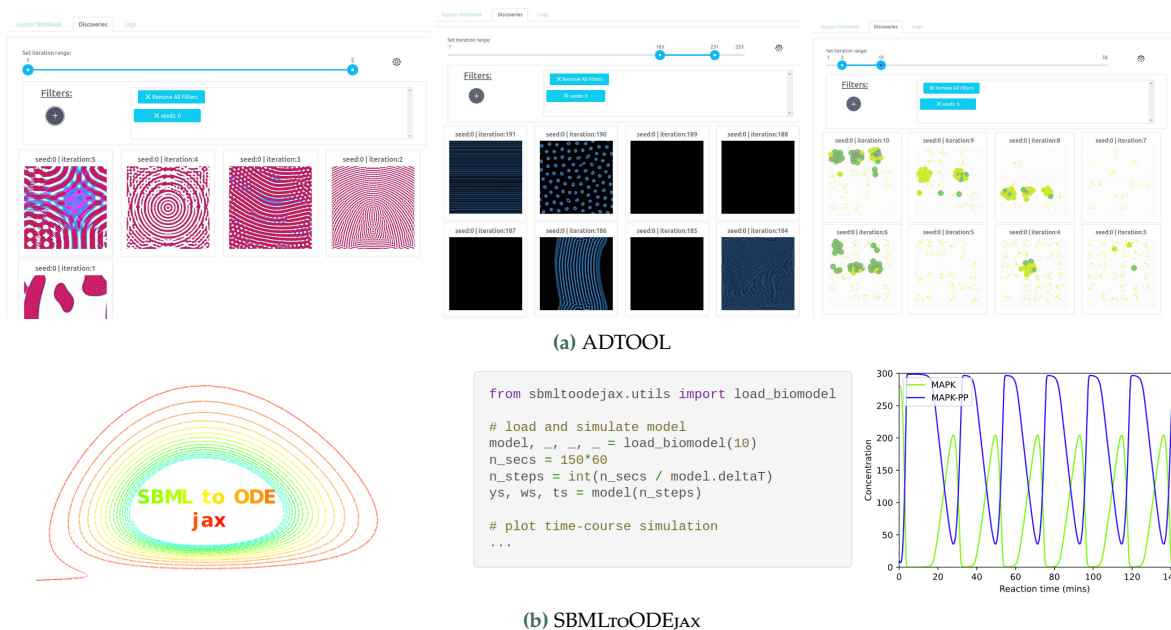 Jupyter Notebook Discoveries Logs
Set iteration range:
1 5
Filters:
+
× Remove All Filters
× seeds: 0
seed:0 | iteration:5 seed:0 | iteration:4 seed:0 | iteration:3 seed:0 | iteration:2
seed:0 | iteration:1
Jupyter Notebook Discoveries Logs
Set iteration range:
1 183 231 253
Filters:
+
× Remove All Filters
× seeds: 0
seed:0 | iteration:191 seed:0 | iteration:190 seed:0 | iteration:189 seed:0 | iteration:188
seed:0 | iteration:187 seed:0 | iteration:186 seed:0 | iteration:185 seed:0 | iteration:184
Jupyter Notebook Discoveries Logs
Set iteration range:
1 3 10
Filters:
+
× Remove All Filters
× seeds: 0
seed:0 | iteration:10 seed:0 | iteration:9 seed:0 | iteration:8 seed:0 | iteration:7
seed:0 | iteration:6 seed:0 | iteration:5 seed:0 | iteration:4 seed:0 | iteration:3
(a) ADTOOL
SBML to ODE
jax
from sbmltoodejax.utils import load_biomodel
# load and simulate model
model, _, _, _ = load_biomodel(10)
n_secs = 150*60
n_steps = int(n_secs / model.deltaT)
ys, ws, ts = model(n_steps)
# plot time-course simulation
...
MAPK
MAPK-PP
Concentration
300
250
200
150
100
50
0
0 20 40 60 80 100 120
Reaction time (mins)
(b) SBMLTOODEJAX